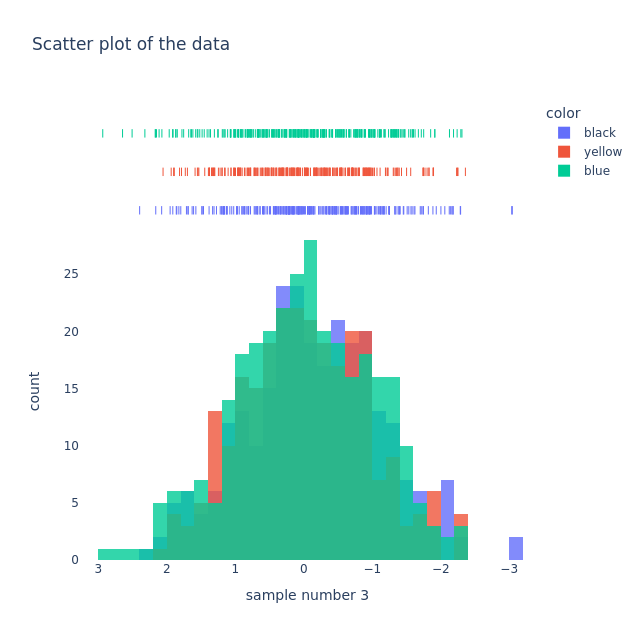 Scatter plot of the data
color
black
yellow
blue
25
20
15
10
5
0
count
3
2
1
0
−1
−2
−3
sample number 3